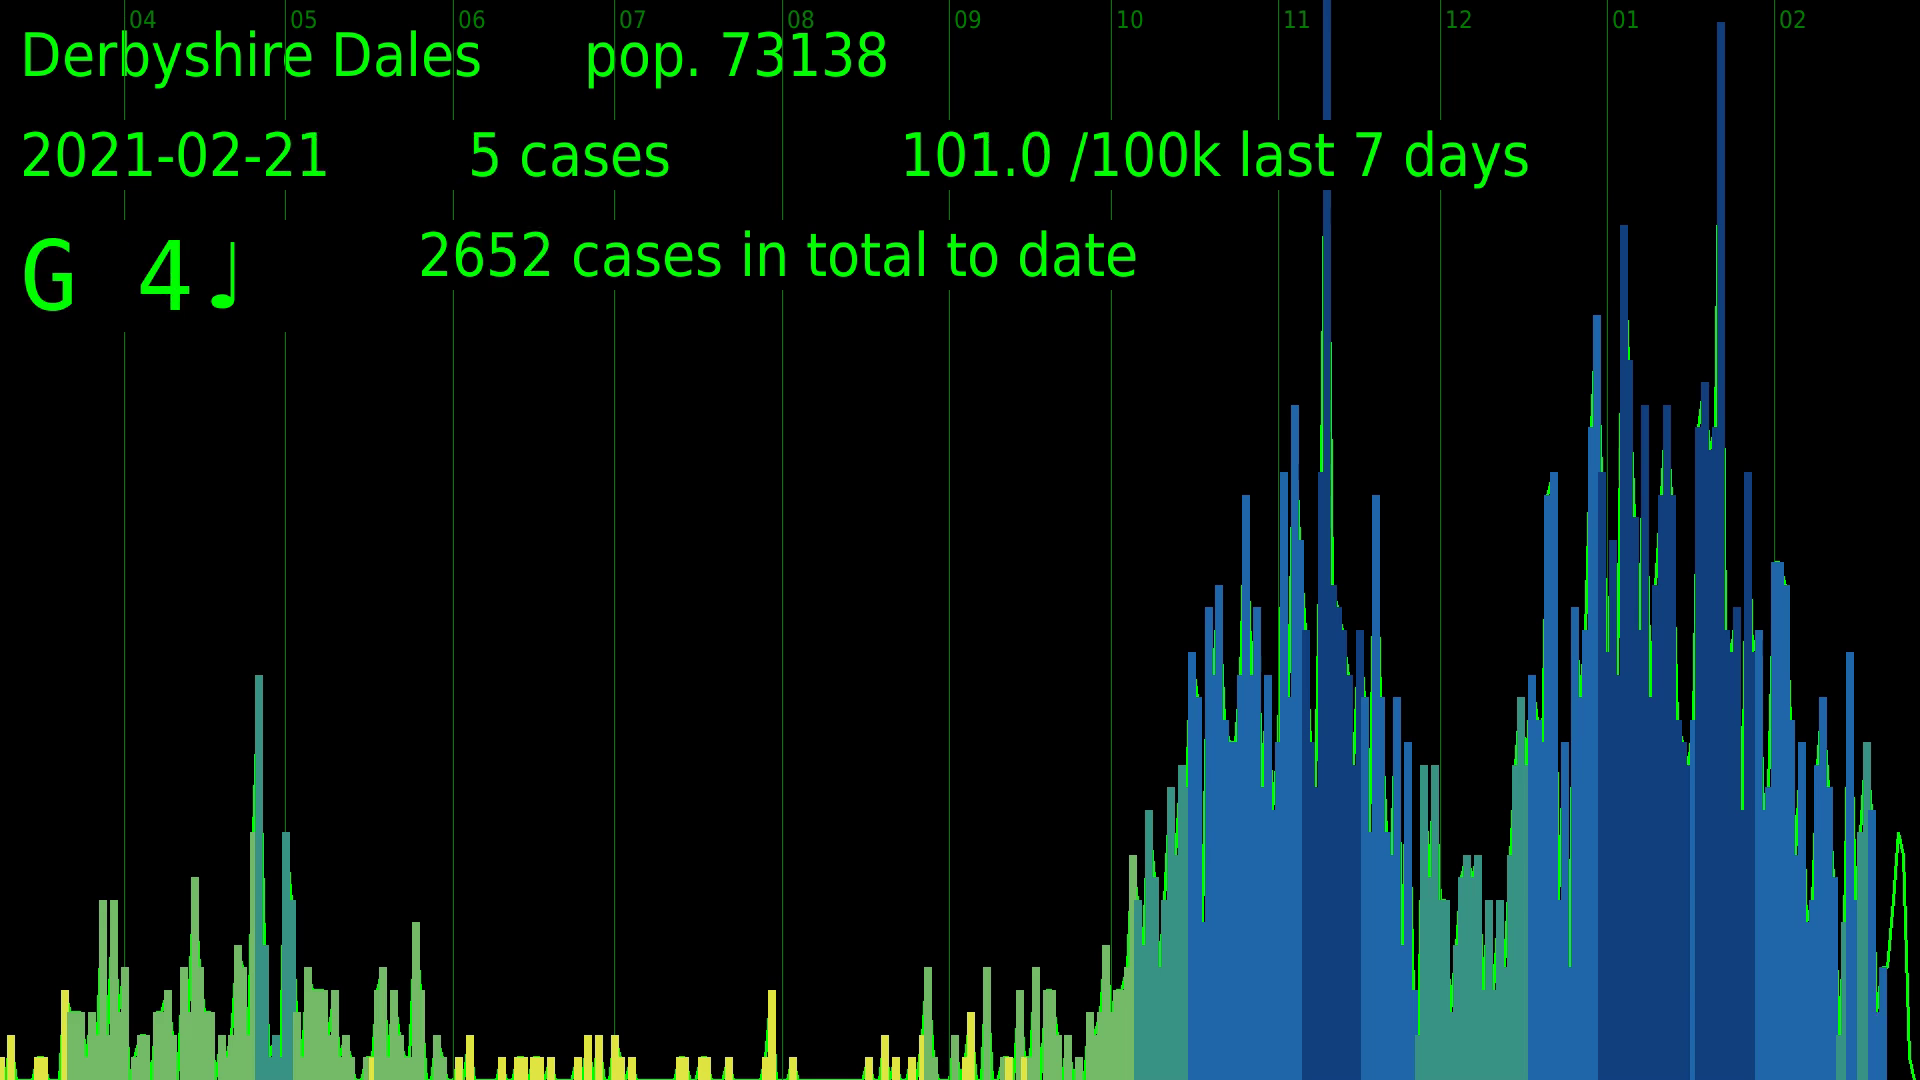 04 05 06 07 08 09 10 11 12 01 02
Derbyshire Dales pop. 73138
2021-02-21 5 cases 101.0 /100k last 7 days
G 4♩ 2652 cases in total to date